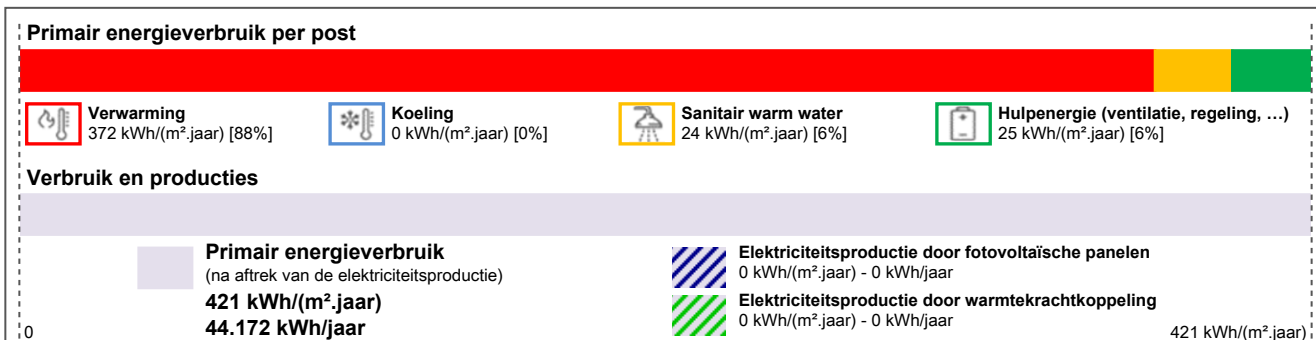 Primair energieverbruik per post
Verwarming
372 kWh/(m².jaar) [88%]
Koeling
0 kWh/(m².jaar) [0%]
Sanitair warm water
24 kWh/(m².jaar) [6%]
Hulpenergie (ventilatie, regeling, …)
25 kWh/(m².jaar) [6%]
Verbruik en producties
Primair energieverbruik
(na aftrek van de elektriciteitsproductie)
421 kWh/(m².jaar)
44.172 kWh/jaar
Elektriciteitsproductie door fotovoltaïsche panelen
0 kWh/(m².jaar) - 0 kWh/jaar
Elektriciteitsproductie door warmtekrachtkoppeling
0 kWh/(m².jaar) - 0 kWh/jaar
0
421 kWh/(m².jaar)